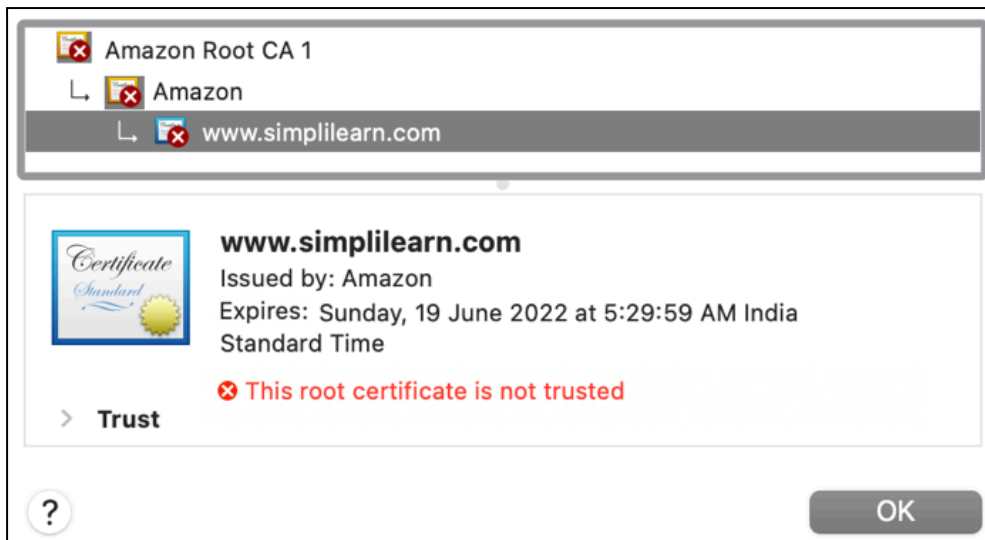 Amazon Root CA 1
Amazon
www.simplilearn.com
Certificate
Standard
www.simplilearn.com
Issued by: Amazon
Expires: Sunday, 19 June 2022 at 5:29:59 AM India
Standard Time
This root certificate is not trusted
Trust
?
OK